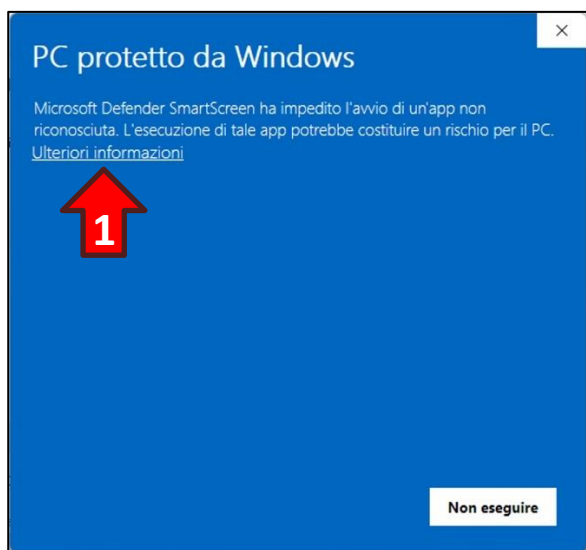 PC protetto da Windows
Microsoft Defender SmartScreen ha impedito l'avvio di un'app non
riconosciuta. L'esecuzione di tale app potrebbe costituire un rischio per il PC.
Ulteriori informazioni
1
Non eseguire